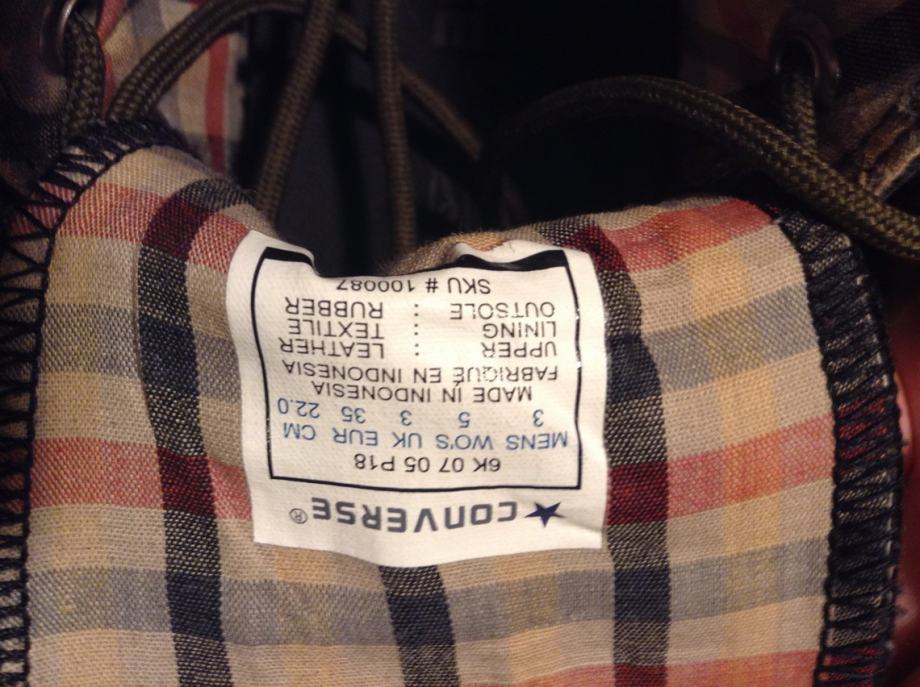 ★CONVERSE®
6K 07 05 P18
MENS WO'S UK EUR CM
3 5 3 35 22.0
MADE IN INDONESIA
FABRIQUÉ EN INDONESIA
UPPER : LEATHER
LINING : TEXTILE
OUTSOLE : RUBBER
SKU # 100087